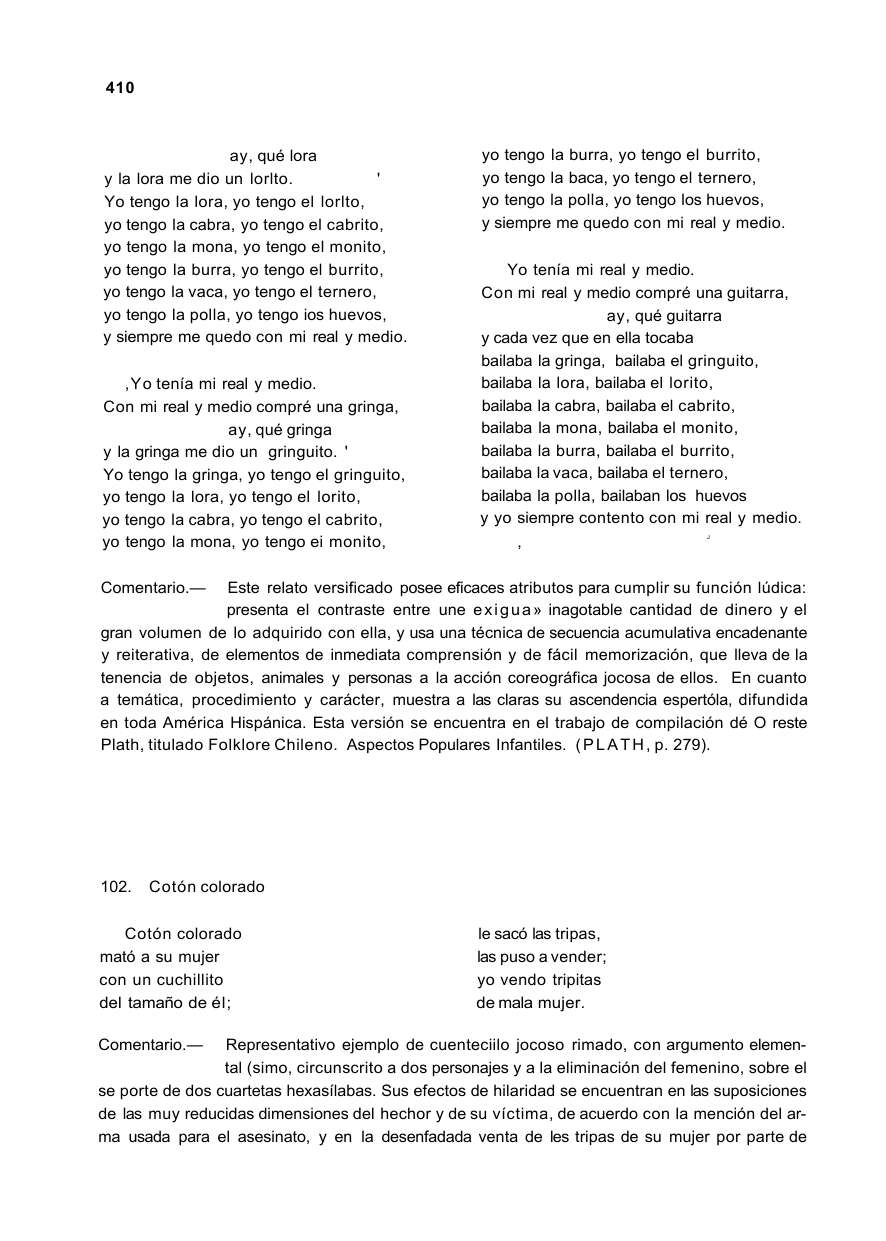 410
ay, qué lora
y la lora me dio un lorlto. '
Yo tengo la lora, yo tengo el lorlto,
yo tengo la cabra, yo tengo el cabrito,
yo tengo la mona, yo tengo el monito,
yo tengo la burra, yo tengo el burrito,
yo tengo la vaca, yo tengo el ternero,
yo tengo la polla, yo tengo ios huevos,
y siempre me quedo con mi real y medio.
,Yo tenía mi real y medio.
Con mi real y medio compré una gringa,
ay, qué gringa
y la gringa me dio un gringuito. '
Yo tengo la gringa, yo tengo el gringuito,
yo tengo la lora, yo tengo el lorito,
yo tengo la cabra, yo tengo el cabrito,
yo tengo la mona, yo tengo ei monito,
yo tengo la burra, yo tengo el burrito,
yo tengo la baca, yo tengo el ternero,
yo tengo la polla, yo tengo los huevos,
y siempre me quedo con mi real y medio.
Yo tenía mi real y medio.
Con mi real y medio compré una guitarra,
ay, qué guitarra
y cada vez que en ella tocaba
bailaba la gringa, bailaba el gringuito,
bailaba la lora, bailaba el lorito,
bailaba la cabra, bailaba el cabrito,
bailaba la mona, bailaba el monito,
bailaba la burra, bailaba el burrito,
bailaba la vaca, bailaba el ternero,
bailaba la polla, bailaban los huevos
y yo siempre contento con mi real y medio.
,
Comentario.— Este relato versificado posee eficaces atributos para cumplir su función lúdica:
presenta el contraste entre une exigua» inagotable cantidad de dinero y el
gran volumen de lo adquirido con ella, y usa una técnica de secuencia acumulativa encadenante
y reiterativa, de elementos de inmediata comprensión y de fácil memorización, que lleva de la
tenencia de objetos, animales y personas a la acción coreográfica jocosa de ellos. En cuanto
a temática, procedimiento y carácter, muestra a las claras su ascendencia espertóla, difundida
en toda América Hispánica. Esta versión se encuentra en el trabajo de compilación dé O reste
Plath, titulado Folklore Chileno. Aspectos Populares Infantiles. (PLATH, p. 279).
102. Cotón colorado
Cotón colorado
mató a su mujer
con un cuchillito
del tamaño de él;
le sacó las tripas,
las puso a vender;
yo vendo tripitas
de mala mujer.
Comentario.— Representativo ejemplo de cuenteciilo jocoso rimado, con argumento elemen-
tal (simo, circunscrito a dos personajes y a la eliminación del femenino, sobre el
se porte de dos cuartetas hexasílabas. Sus efectos de hilaridad se encuentran en las suposiciones
de las muy reducidas dimensiones del hechor y de su víctima, de acuerdo con la mención del ar-
ma usada para el asesinato, y en la desenfadada venta de les tripas de su mujer por parte de